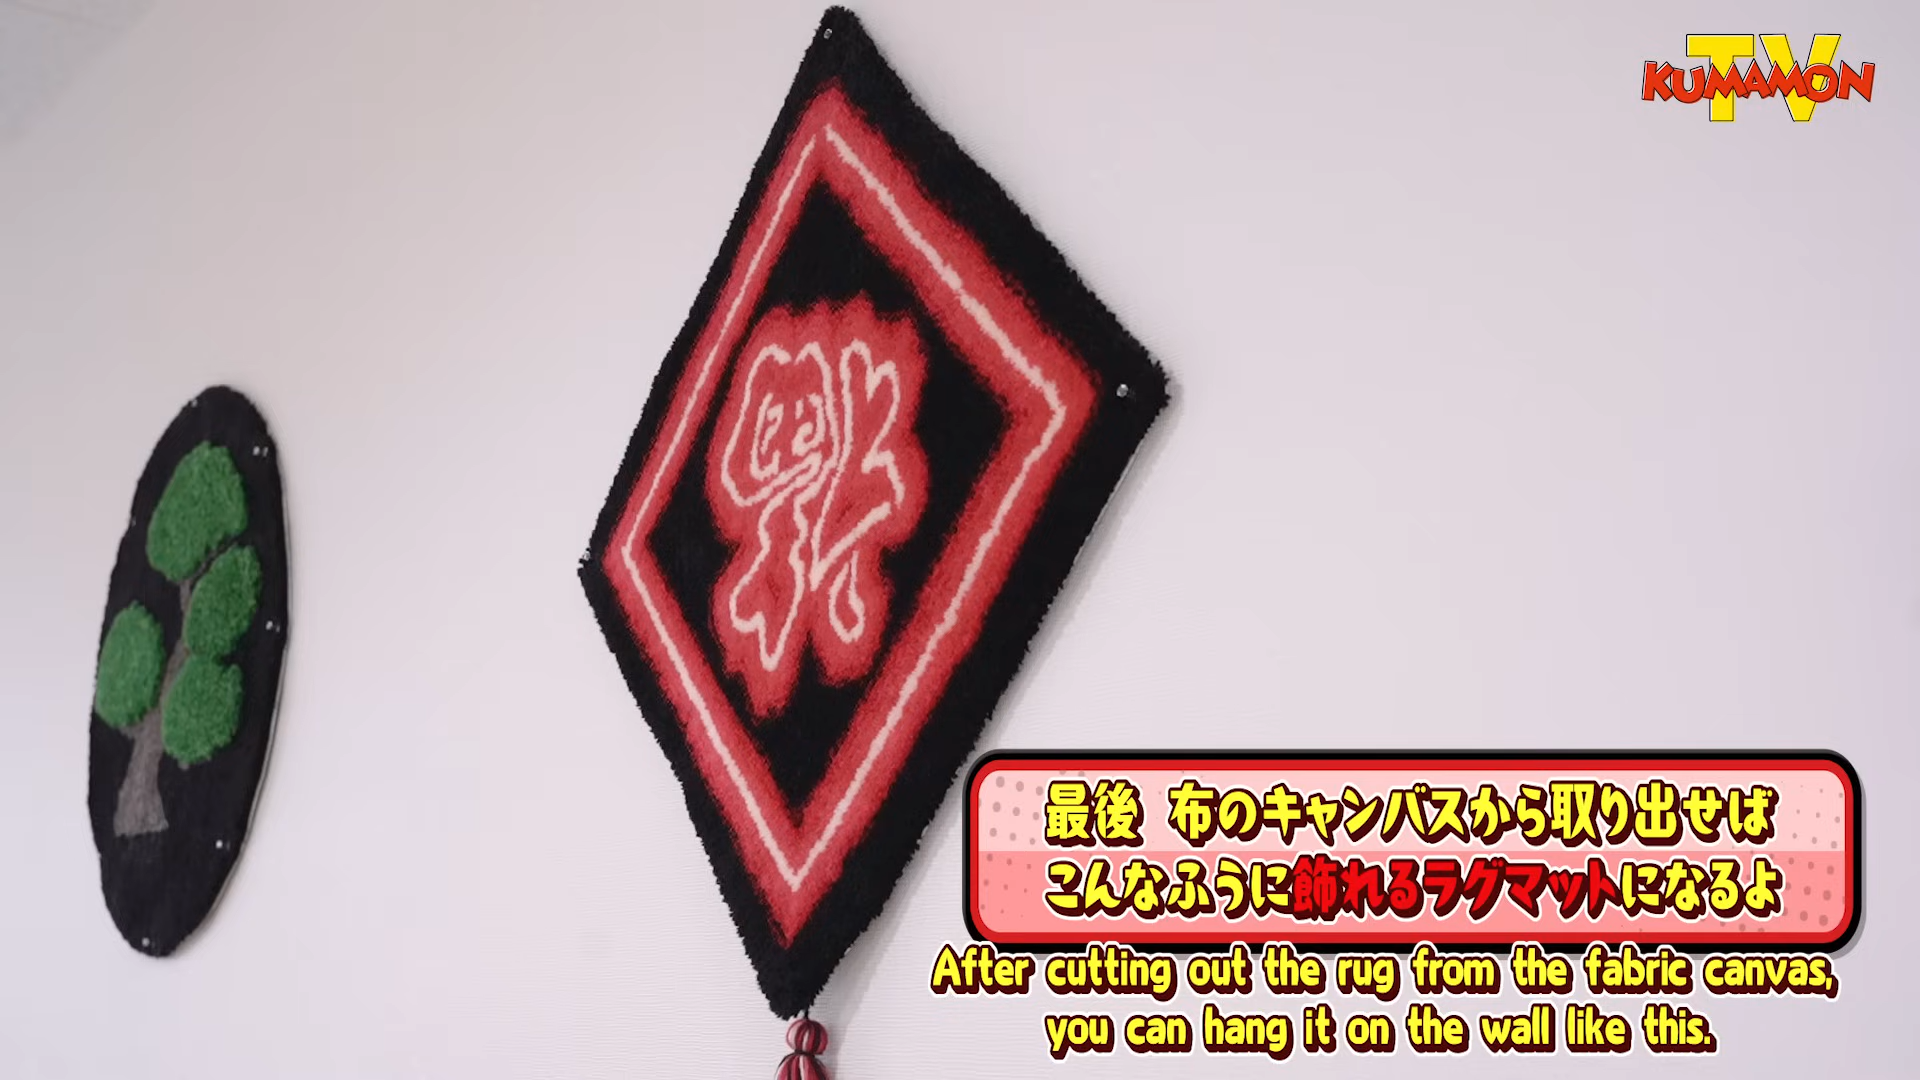 TV
KUMAMON
最後 布のキャンバスから取り出せば
こんなふうに飾れるラグマットになるよ
After cutting out the rug from the fabric canvas,
you can hang it on the wall like this.